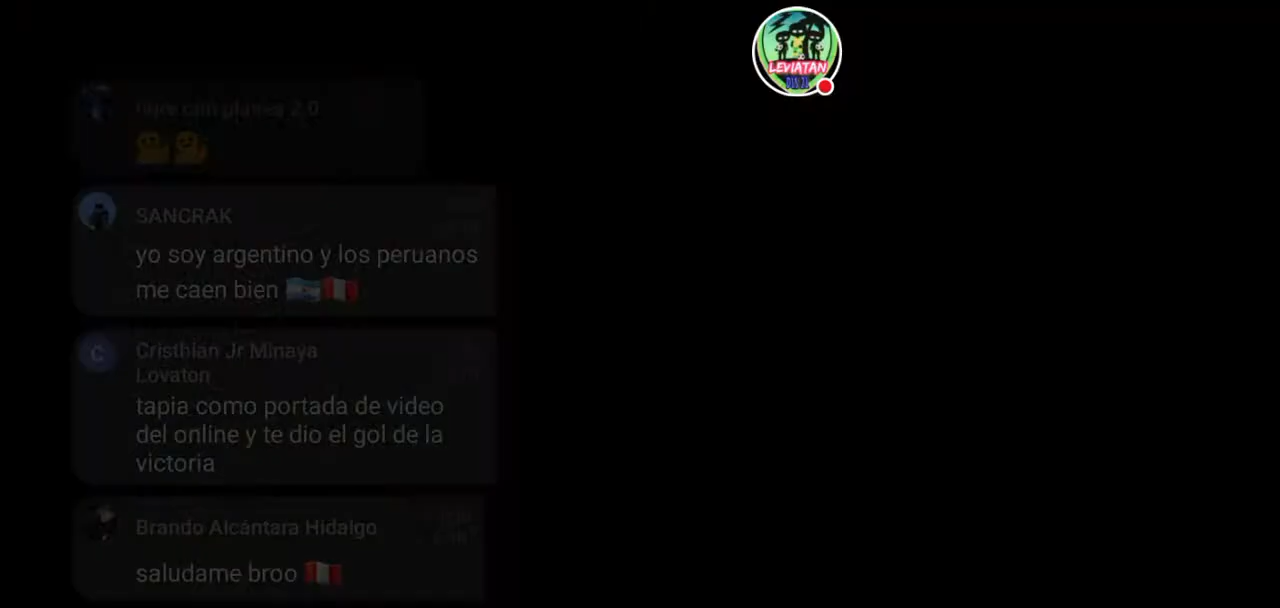 LEVIATAN
SANCRAK
yo soy argentino y los peruanos
me caen bien 🇦🇷🇵🇪
C
Cristhian Jr Minaya
Lovaton
tapia como portada de video
del online y te dio el gol de la
victoria
Brando Alcántara Hidalgo
saludame broo 🇵🇪